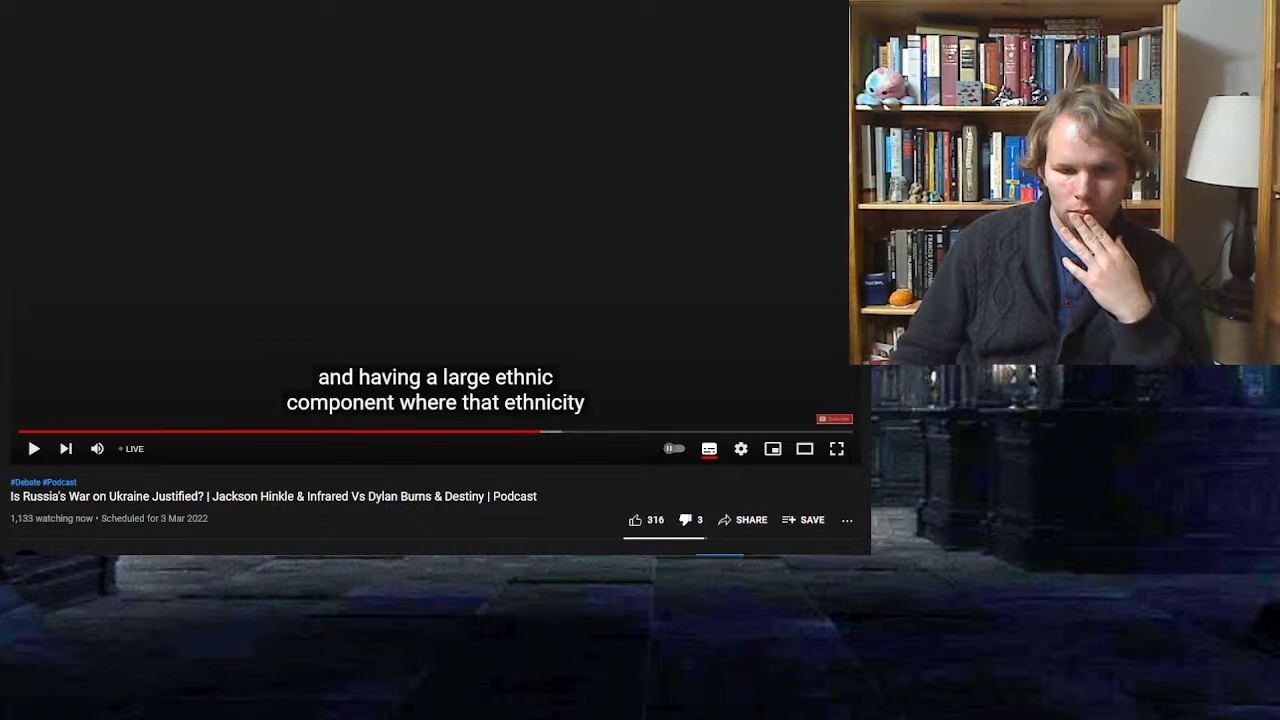 and having a large ethnic
component where that ethnicity
Subscribe
LIVE
#Debate #Podcast
Is Russia's War on Ukraine Justified? | Jackson Hinkle & Infrared Vs Dylan Burns & Destiny | Podcast
1,133 watching now • Scheduled for 3 Mar 2022
316
3
SHARE
SAVE